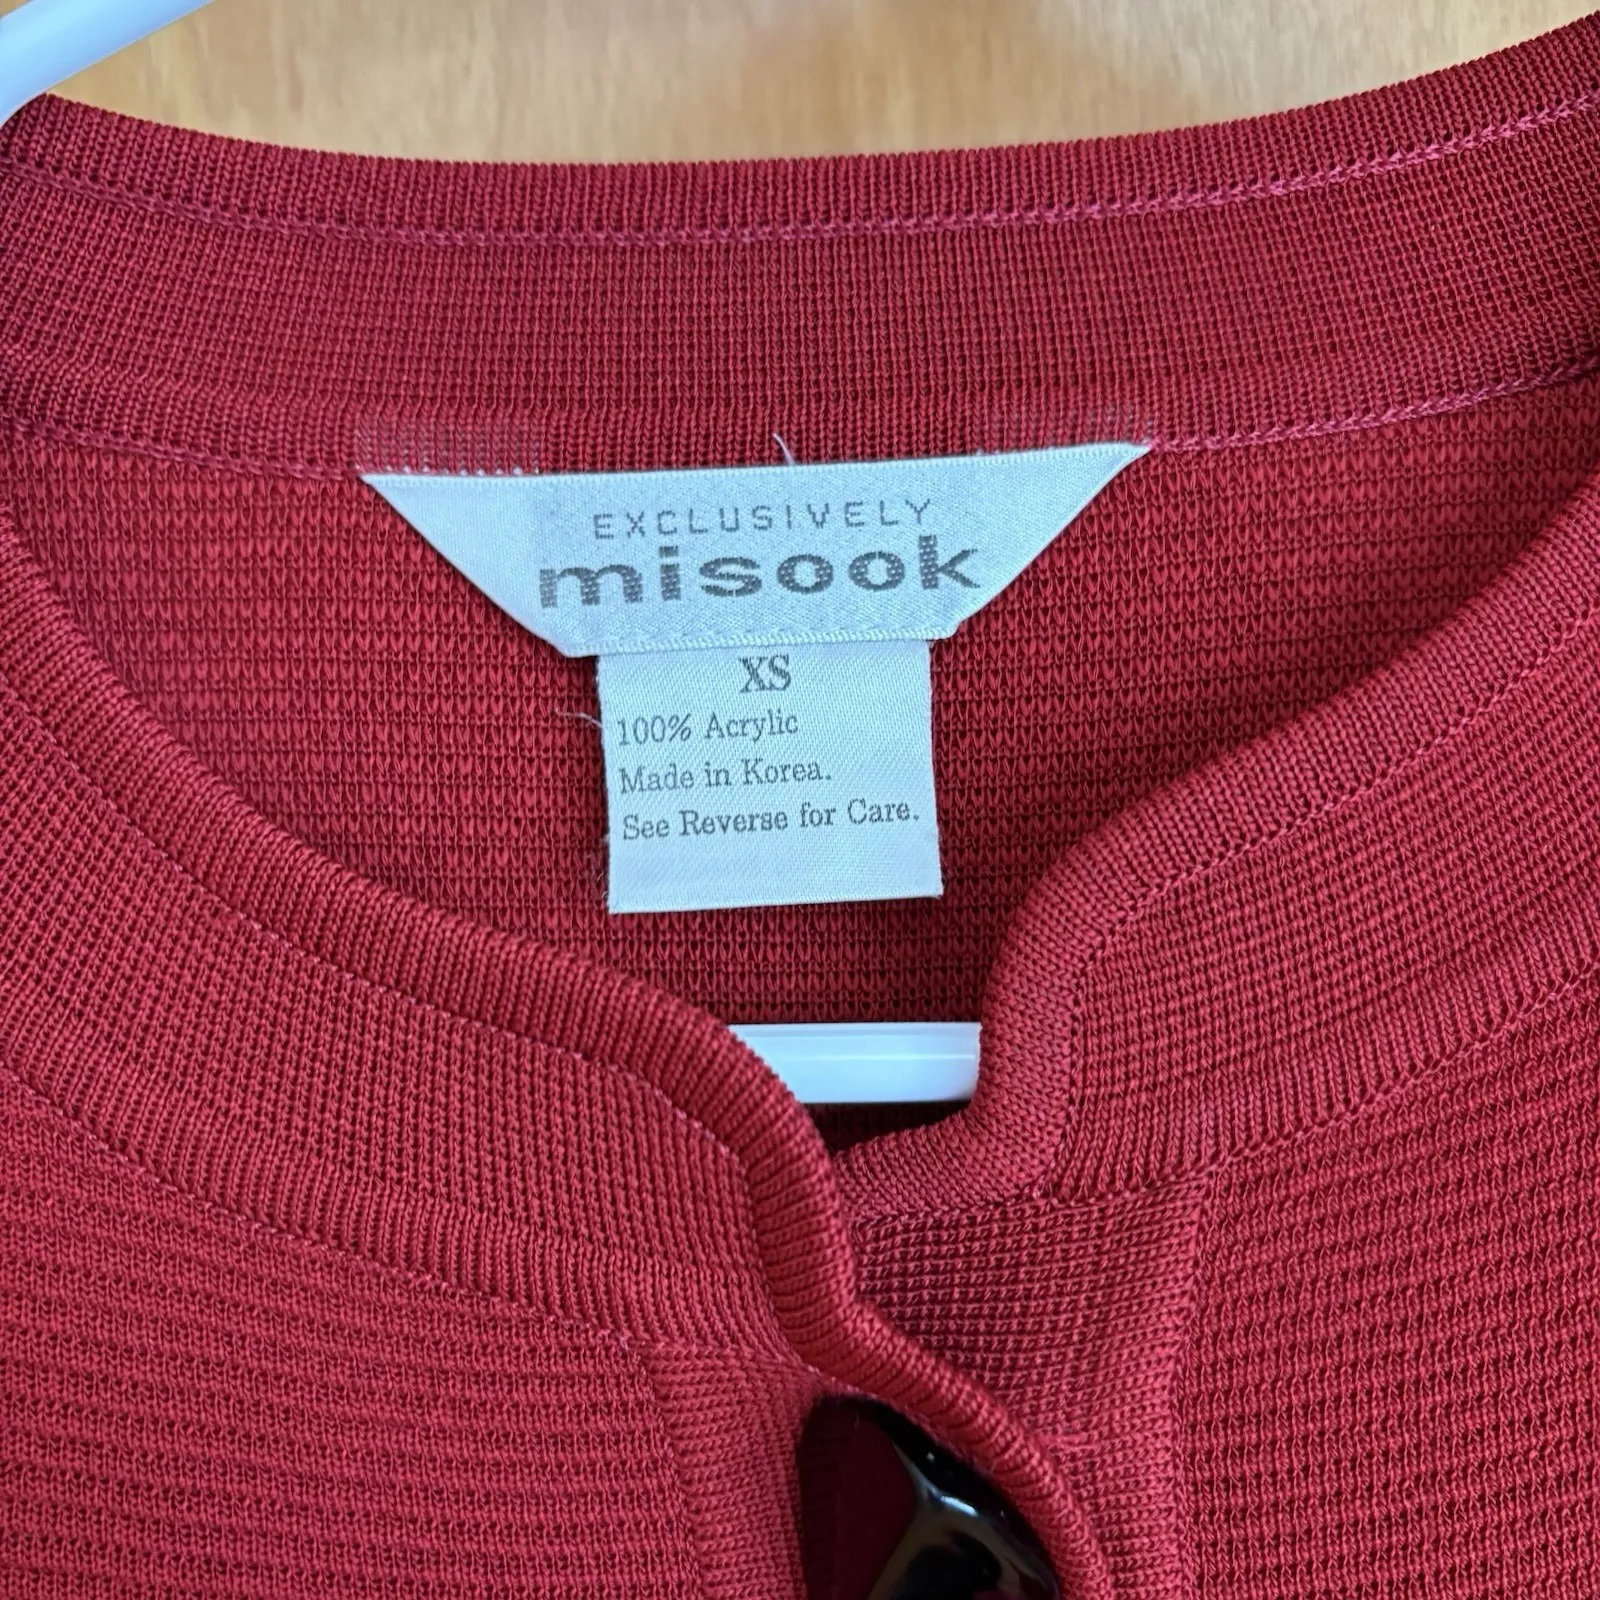 EXCLUSIVELY
misook
XS
100% Acrylic
Made in Korea.
See Reverse for Care.